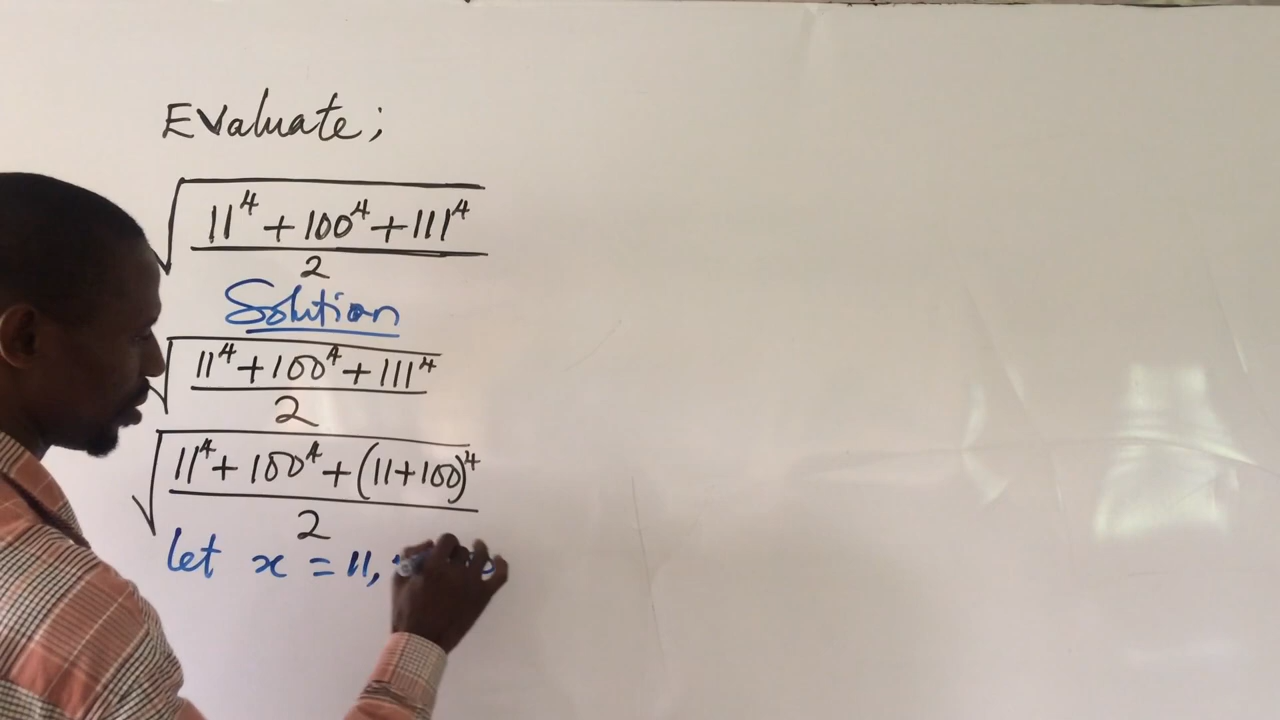 Evaluate;
√((11⁴ + 100⁴ + 111⁴)/2)
Solution
√((11⁴ + 100⁴ + 111⁴)/2)
√((11⁴ + 100⁴ + (11+100)⁴)/2)
let x = 11,